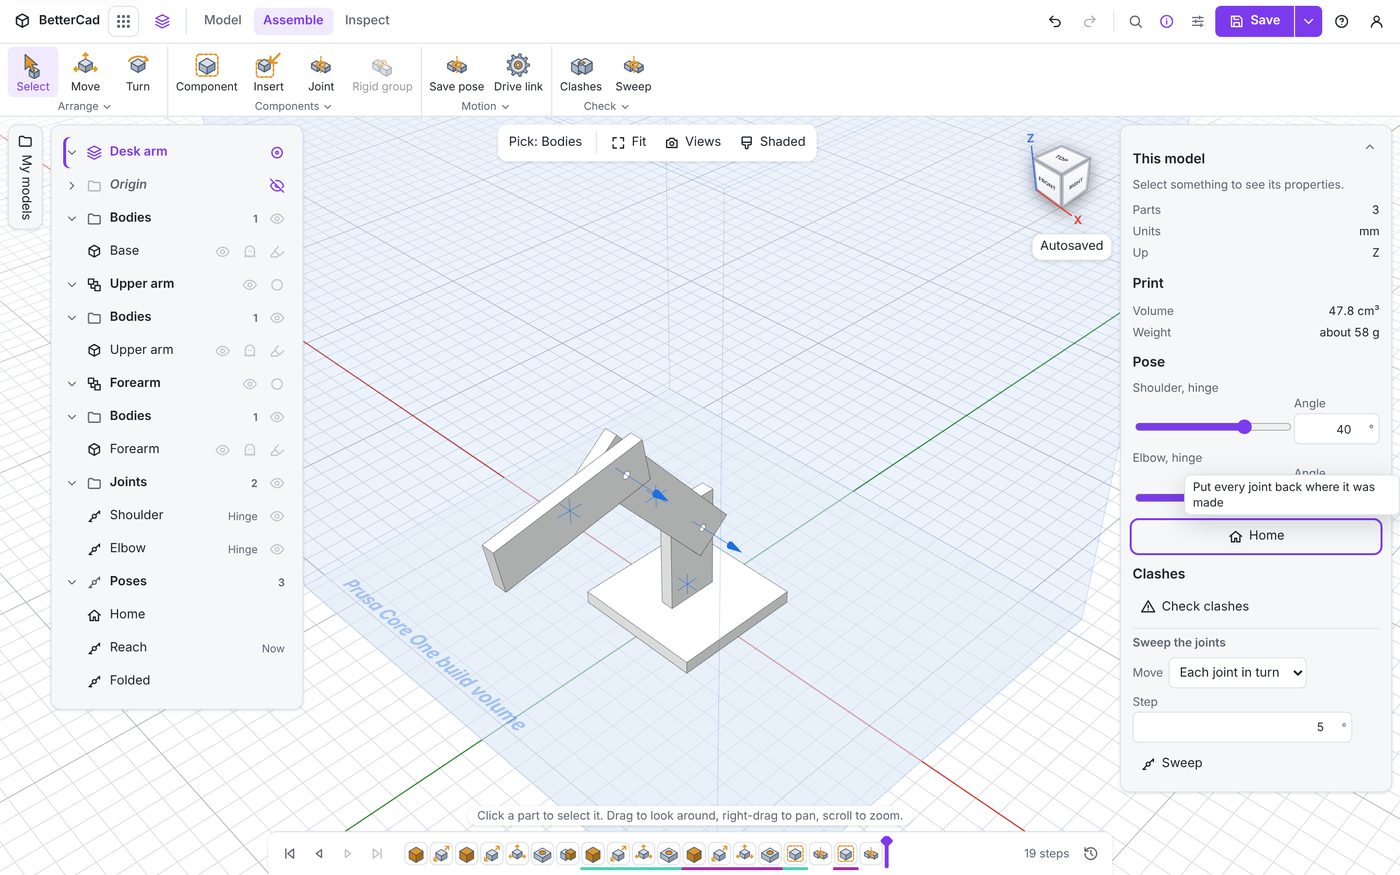 BetterCad
Model
Assemble
Inspect
Save
Select
Move
Turn
Component
Insert
Joint
Rigid group
Save pose
Drive link
Clashes
Sweep
Arrange
Components
Motion
Check
My models
Desk arm
Origin
Bodies 1
Base
Upper arm
Bodies 1
Upper arm
Forearm
Bodies 1
Forearm
Joints 2
Shoulder Hinge
Elbow Hinge
Poses 3
Home
Reach Now
Folded
Pick: Bodies
Fit
Views
Shaded
Z
TOP
FRONT
RIGHT
X
Autosaved
Prusa Core One build volume
This model
Select something to see its properties.
Parts 3
Units mm
Up Z
Print
Volume 47.8 cm³
Weight about 58 g
Pose
Shoulder, hinge
Angle
40 °
Elbow, hinge
Angle
Put every joint back where it was
made
Home
Clashes
Check clashes
Sweep the joints
Move Each joint in turn
Step
5 °
Sweep
Click a part to select it. Drag to look around, right-drag to pan, scroll to zoom.
19 steps